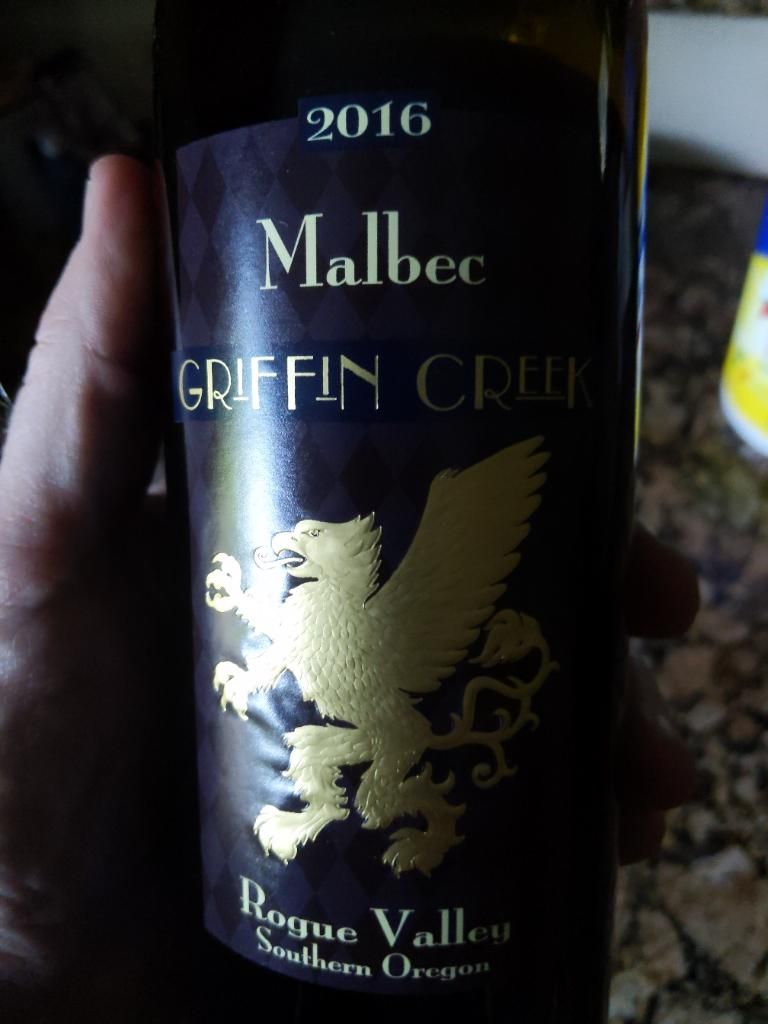 2016
Malbec
GRIFFIN CREEK
Rogue Valley
Southern Oregon